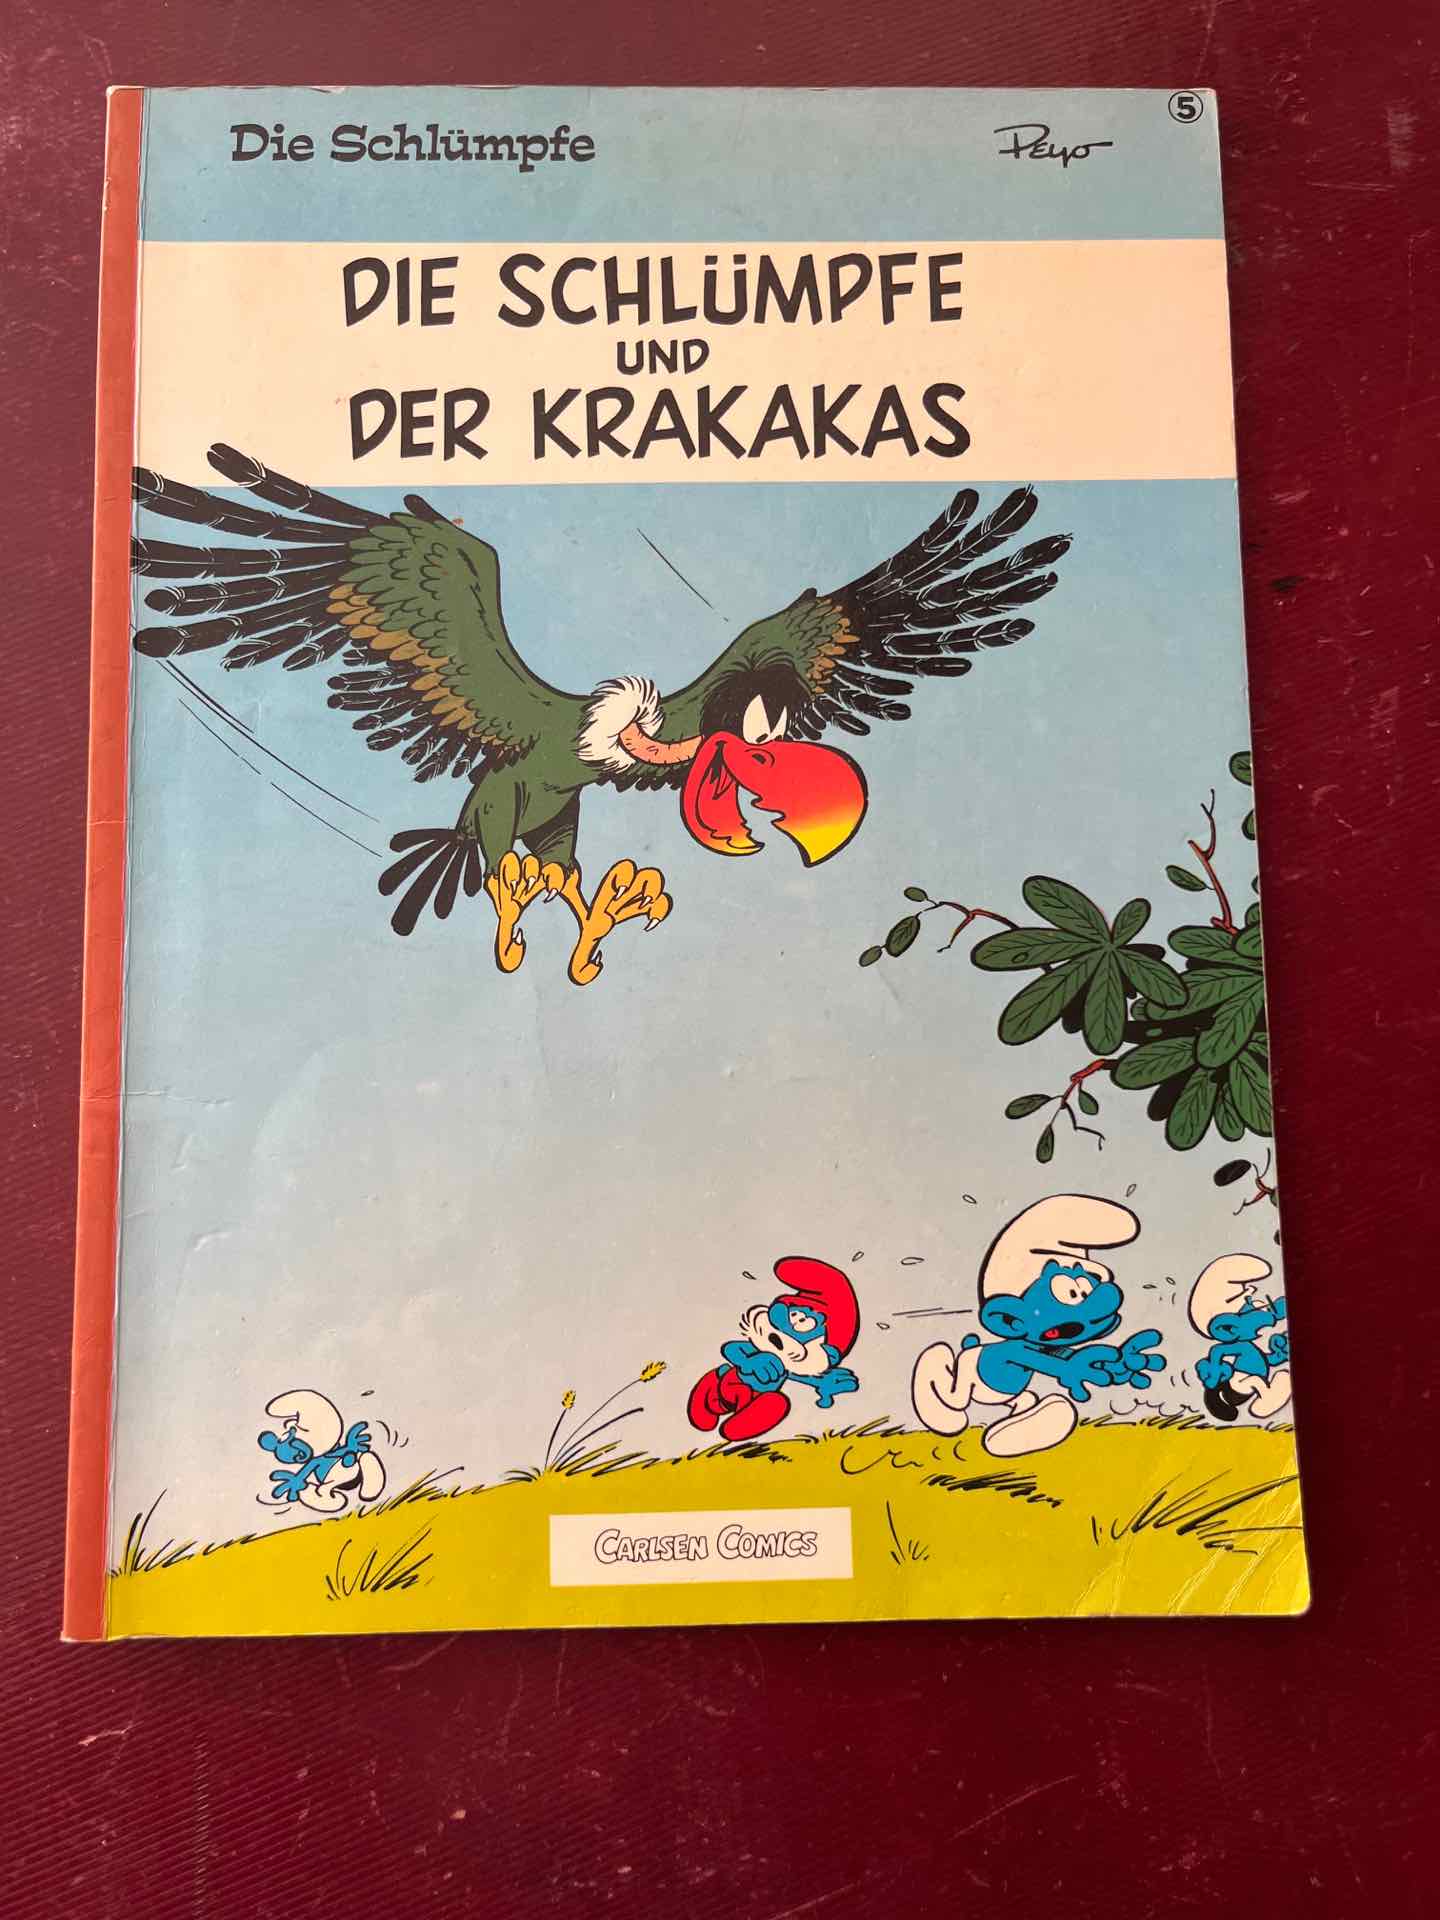 5
Die Schlümpfe
Peyo
DIE SCHLÜMPFE
UND
DER KRAKAKAS
CARLSEN COMICS